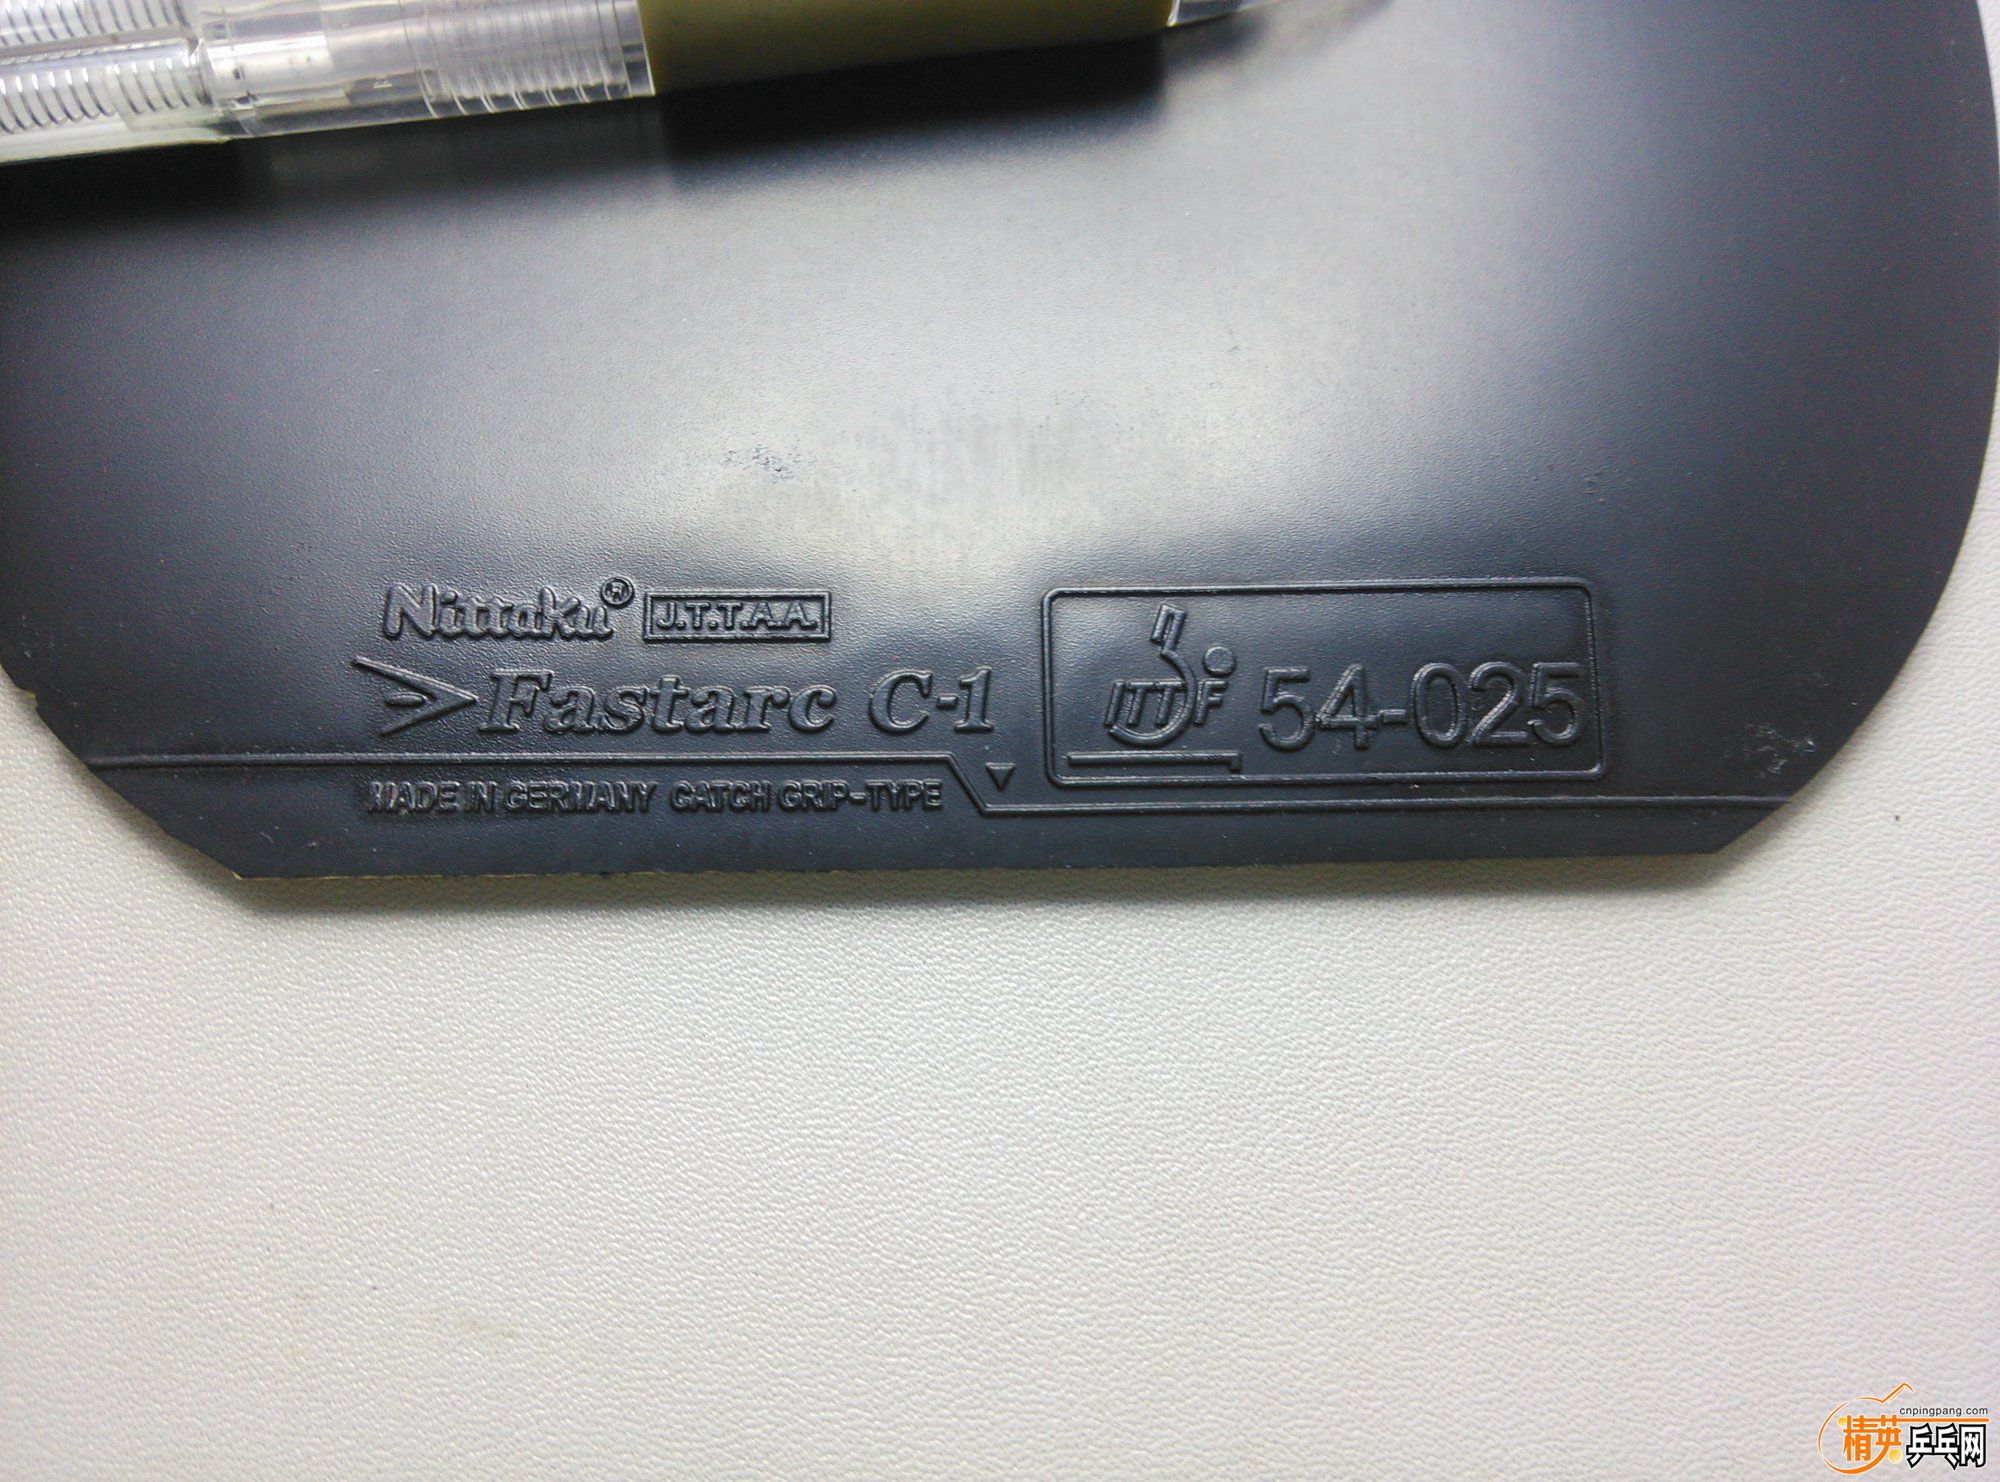 Nittaku® J.T.T.A.A.
Fastarc C-1
MADE IN GERMANY CATCH GRIP-TYPE
ITTF 54-025
cnpingpang.com
精英乒乓网